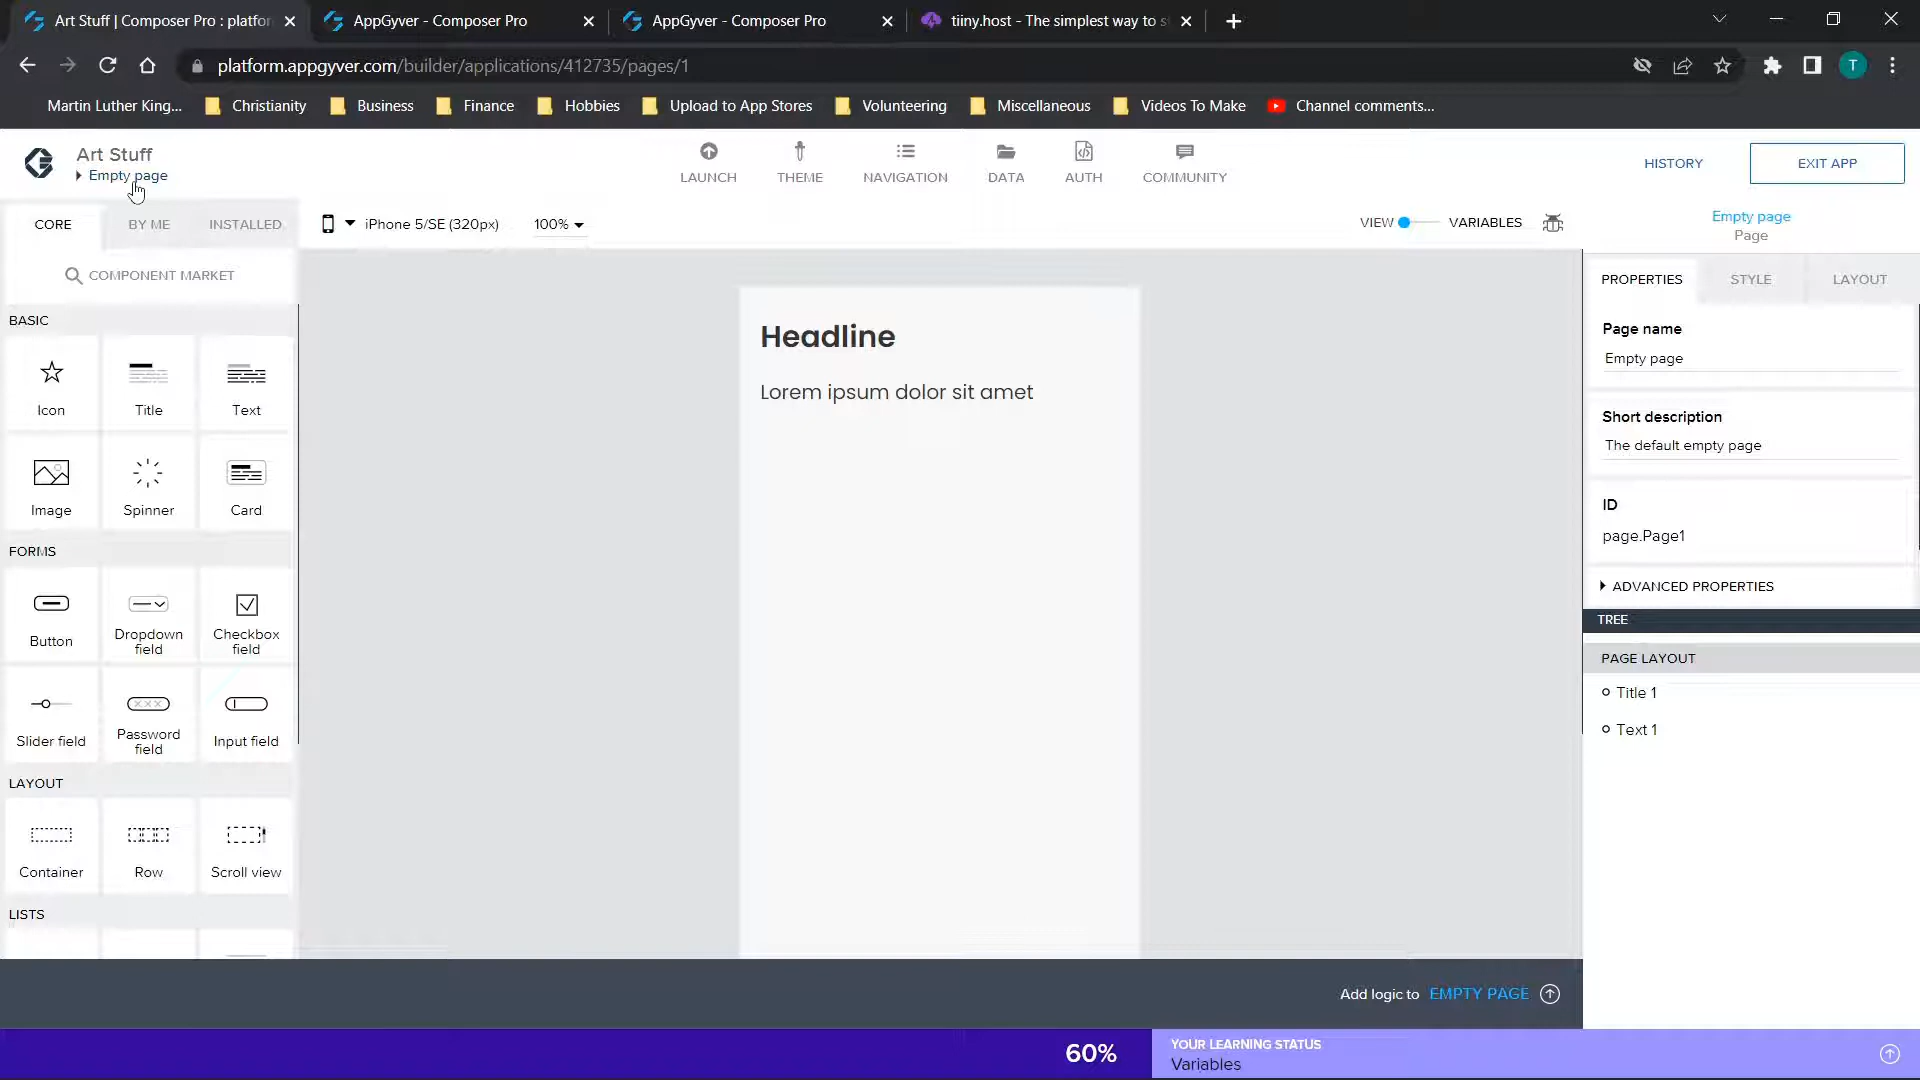 Art Stuff | Composer Pro : platfor
AppGyver - Composer Pro
AppGyver - Composer Pro
tiiny.host - The simplest way to s
platform.appgyver.com/builder/applications/412735/pages/1
T
Martin Luther King...
Christianity
Business
Finance
Hobbies
Upload to App Stores
Volunteering
Miscellaneous
Videos To Make
Channel comments...
Art Stuff
Empty page
LAUNCH
THEME
NAVIGATION
DATA
AUTH
COMMUNITY
HISTORY
EXIT APP
CORE
BY ME
INSTALLED
iPhone 5/SE (320px)
100%
VIEW
VARIABLES
Empty page
Page
COMPONENT MARKET
PROPERTIES
STYLE
LAYOUT
BASIC
Icon
Title
Text
Image
Spinner
Card
FORMS
Button
Dropdown
field
Checkbox
field
Slider field
Password
field
Input field
LAYOUT
Container
Row
Scroll view
LISTS
Headline
Lorem ipsum dolor sit amet
Page name
Empty page
Short description
The default empty page
ID
page.Page1
ADVANCED PROPERTIES
TREE
PAGE LAYOUT
Title 1
Text 1
Add logic to EMPTY PAGE
60%
YOUR LEARNING STATUS
Variables